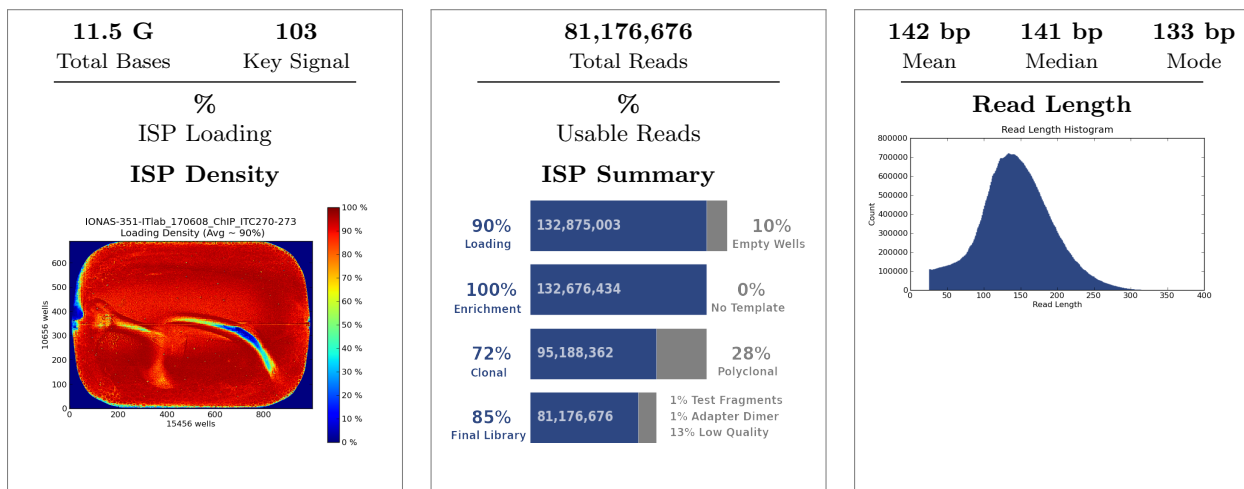 11.5 G
Total Bases
103
Key Signal
%
ISP Loading
ISP Density
IONAS-351-ITlab_170608_ChIP_ITC270-273
Loading Density (Avg ~ 90%)
600
500
400
300
200
100
0
10656 wells
0 200 400 600 800
15456 wells
100 %
90 %
80 %
70 %
60 %
50 %
40 %
30 %
20 %
10 %
0 %
81,176,676
Total Reads
%
Usable Reads
ISP Summary
90%
Loading
132,875,003
10%
Empty Wells
100%
Enrichment
132,676,434
0%
No Template
72%
Clonal
95,188,362
28%
Polyclonal
85%
Final Library
81,176,676
1% Test Fragments
1% Adapter Dimer
13% Low Quality
142 bp
Mean
141 bp
Median
133 bp
Mode
Read Length
Read Length Histogram
800000
700000
600000
500000
400000
300000
200000
100000
0
Count
0 50 100 150 200 250 300 350 400
Read Length